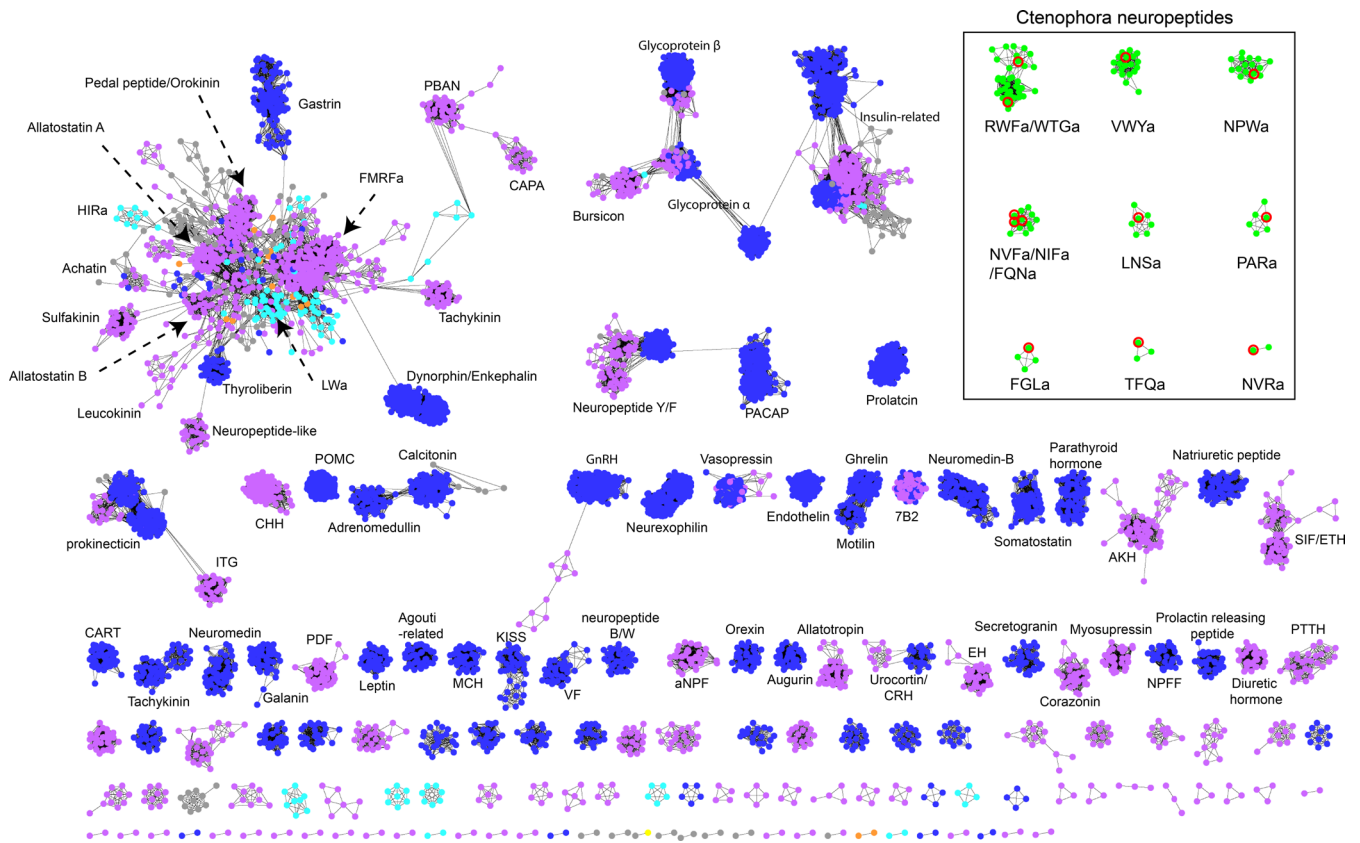 Ctenophora neuropeptides
Glycoprotein β
Pedal peptide/Orokinin
PBAN
Gastrin
Insulin-related
Allatostatin A
RWFa/WTGa
VWYa
NPWa
FMRFa
CAPA
HIRa
Bursicon
Glycoprotein α
NVFa/NIFa
/FQNa
LNSa
PARa
Achatin
Sulfakinin
Tachykinin
Allatostatin B
Thyroliberin
LWa
Dynorphin/Enkephalin
FGLa
TFQa
NVRa
Leucokinin
Neuropeptide Y/F
PACAP
Prolatcin
Neuropeptide-like
POMC
Calcitonin
GnRH
Vasopressin
Ghrelin
Neuromedin-B
Parathyroid
hormone
Natriuretic peptide
CHH
Adrenomedullin
Neurexophilin
Endothelin
7B2
Motilin
Somatostatin
prokinecticin
AKH
SIF/ETH
ITG
CART
Neuromedin
PDF
Agouti
-related
KISS
neuropeptide
B/W
Orexin
Allatotropin
Secretogranin
Myosupressin
Prolactin releasing
peptide
PTTH
EH
Tachykinin
Galanin
Leptin
MCH
VF
aNPF
Augurin
Urocortin/
CRH
Corazonin
NPFF
Diuretic
hormone